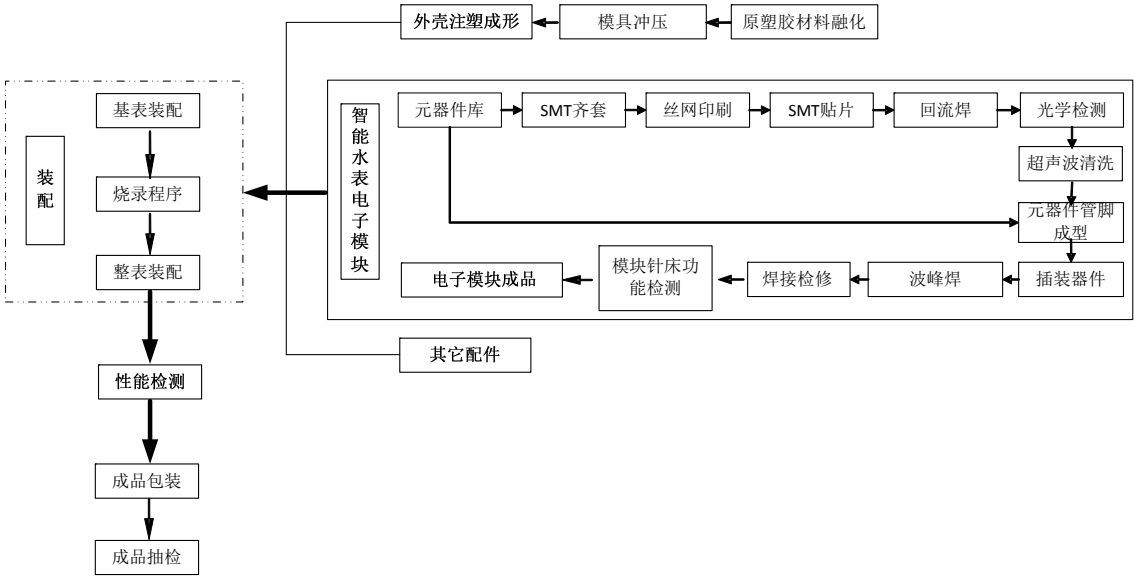 外壳注塑成形
模具冲压
原塑胶材料融化
装配
基表装配
烧录程序
整表装配
性能检测
成品包装
成品抽检
智能水表电子模块
元器件库
SMT齐套
丝网印刷
SMT贴片
回流焊
光学检测
超声波清洗
元器件管脚
成型
插装器件
波峰焊
焊接检修
模块针床功
能检测
电子模块成品
其它配件